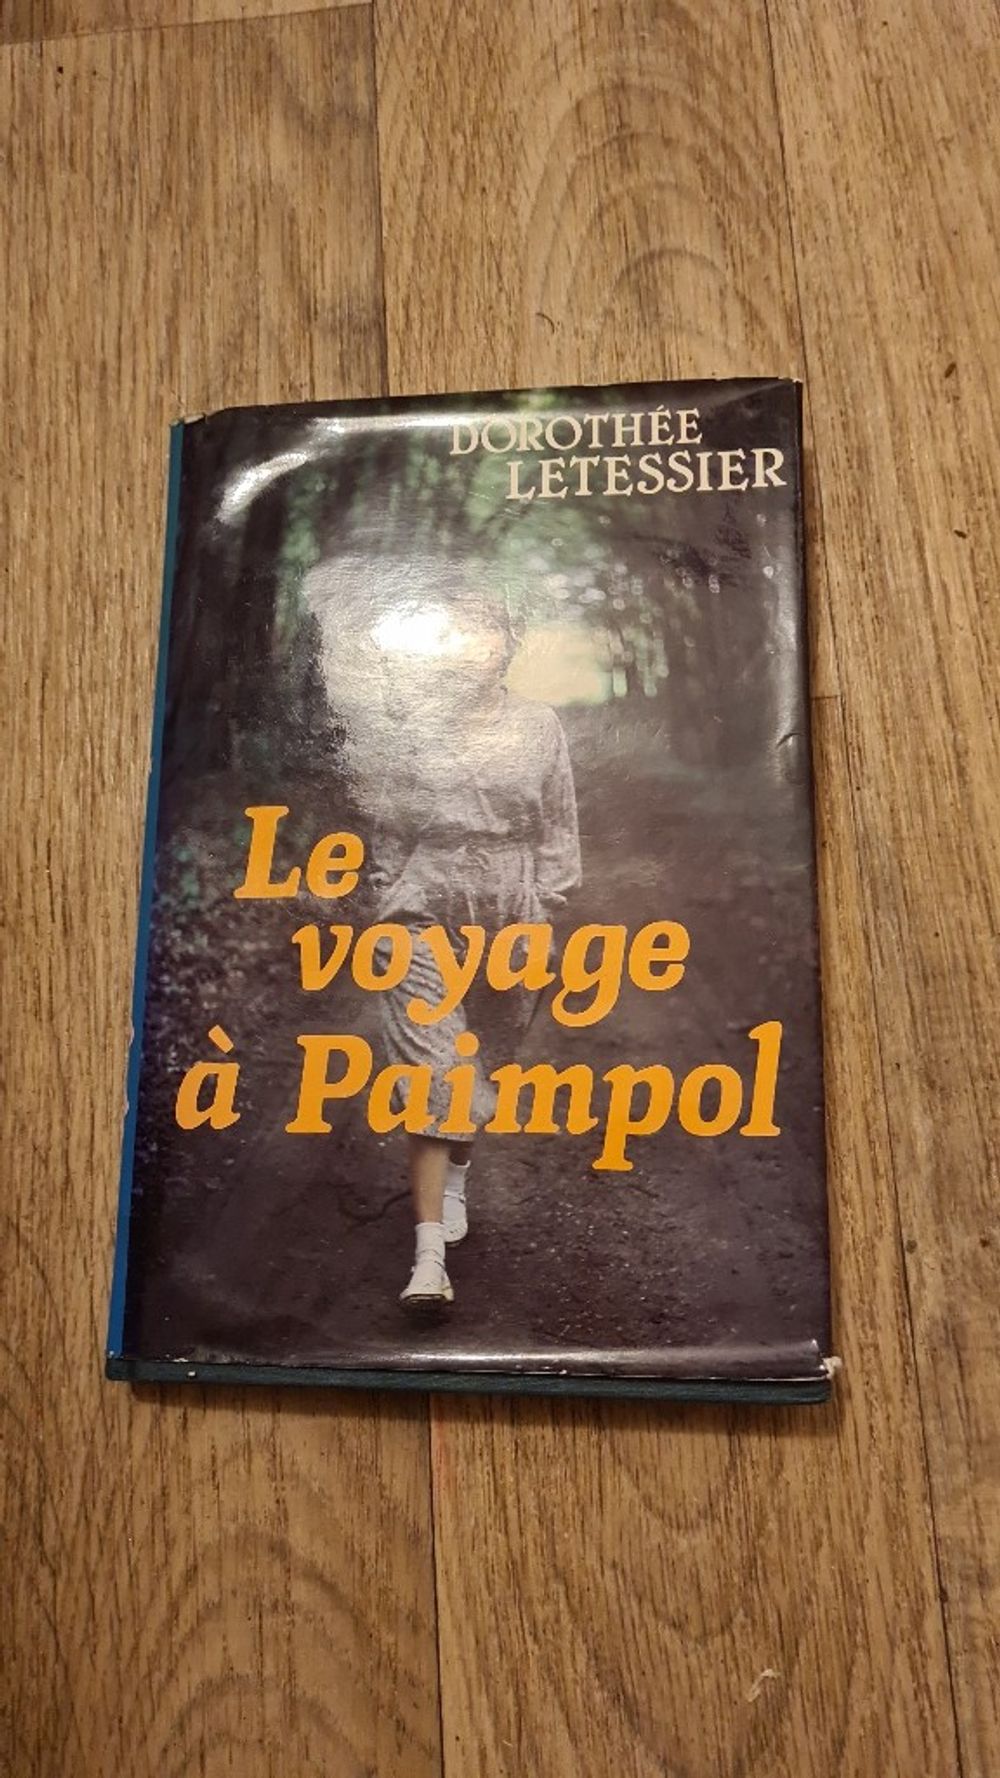 DOROTHÉE
LETESSIER
Le
voyage
à Paimpol